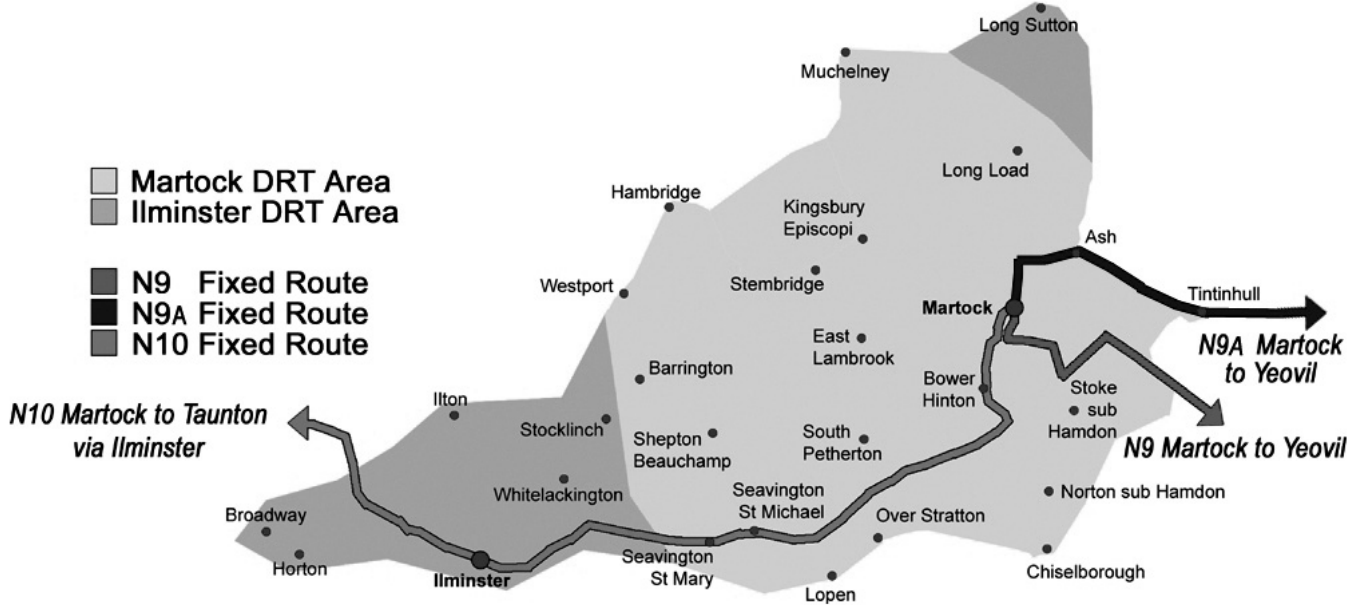 Long Sutton
Muchelney
Long Load
Martock DRT Area
Ilminster DRT Area
Hambridge
Kingsbury
Episcopi
Ash
N9 Fixed Route
N9A Fixed Route
N10 Fixed Route
Westport
Stembridge
Tintinhull
Martock
East
Lambrook
N9A Martock
to Yeovil
Barrington
Bower
Hinton
Stoke
sub
Hamdon
N10 Martock to Taunton
via Ilminster
Ilton
Stocklinch
Shepton
Beauchamp
South
Petherton
N9 Martock to Yeovil
Whitelackington
Seavington
St Michael
Norton sub Hamdon
Broadway
Over Stratton
Horton
Ilminster
Seavington
St Mary
Lopen
Chiselborough